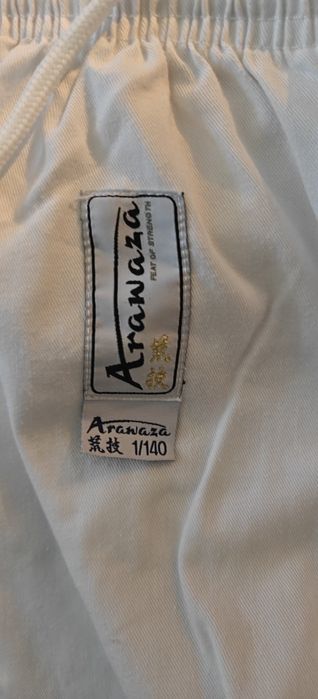 Arawaza
FEAT OF STRENGTH
荒技
Arawaza
荒技 1/140